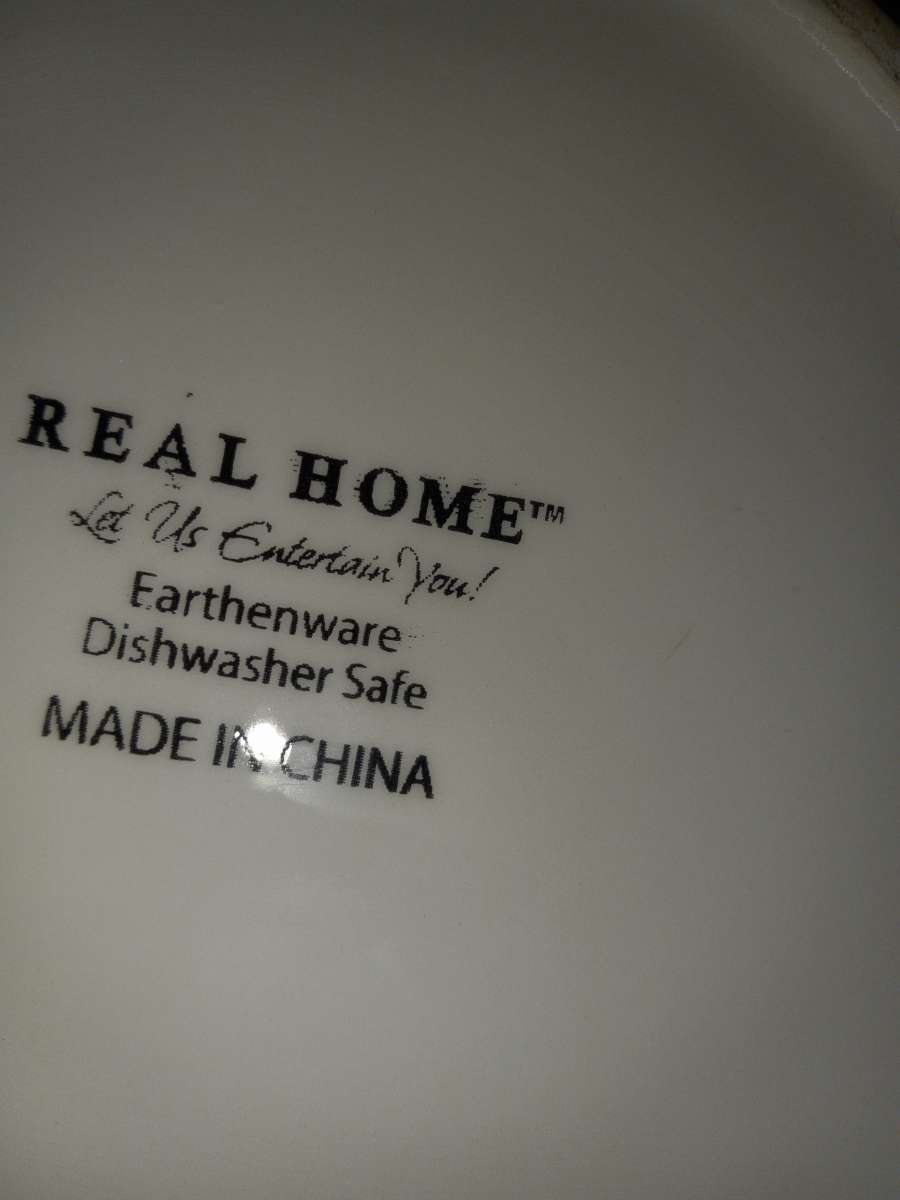 REAL HOME™
Let Us Entertain You!
Earthenware
Dishwasher Safe
MADE IN CHINA